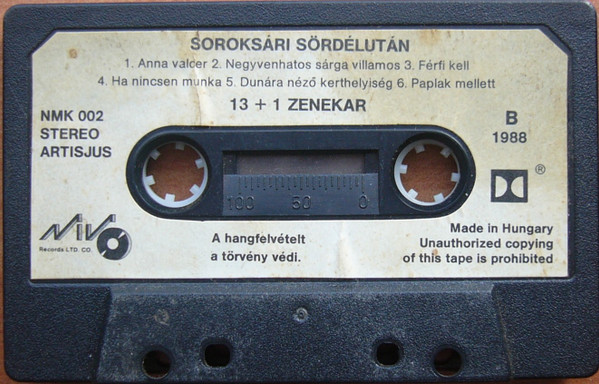 SOROKSÁRI SÖRDÉLUTÁN
1. Anna valcer 2. Negyvenhatos sárga villamos 3. Férfi kell
4. Ha nincsen munka 5. Dunára néző kerthelyiség 6. Paplak mellett
13 + 1 ZENEKAR
NMK 002
STEREO
ARTISJUS
B
1988
100 50 0
®
NiVó
Records LTD. CO.
A hangfelvételt
a törvény védi.
Made in Hungary
Unauthorized copying
of this tape is prohibited